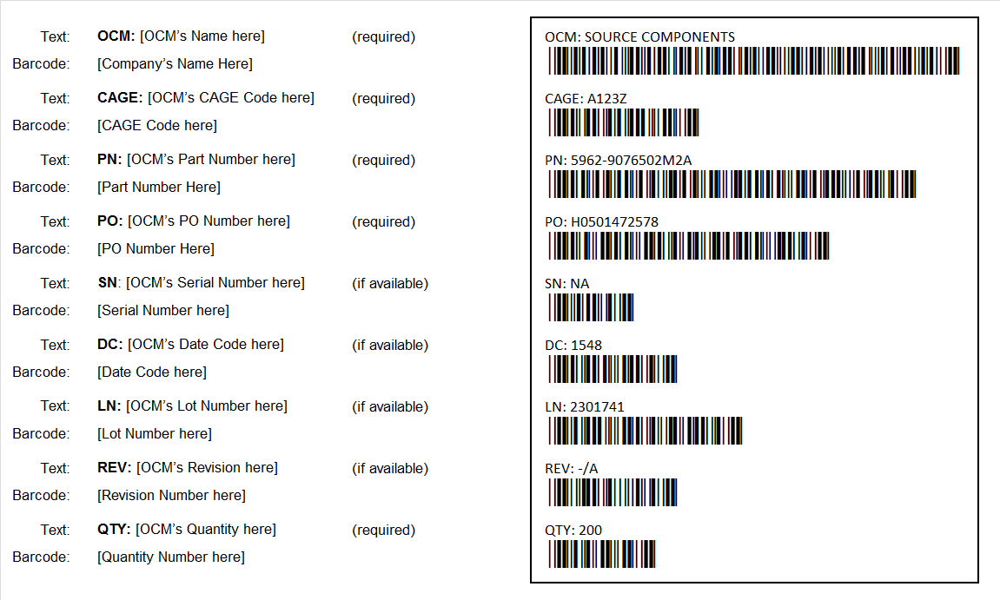 Text: OCM: [OCM’s Name here] (required)
Barcode: [Company’s Name Here]
Text: CAGE: [OCM’s CAGE Code here] (required)
Barcode: [CAGE Code here]
Text: PN: [OCM’s Part Number here] (required)
Barcode: [Part Number Here]
Text: PO: [OCM’s PO Number here] (required)
Barcode: [PO Number Here]
Text: SN: [OCM’s Serial Number here] (if available)
Barcode: [Serial Number here]
Text: DC: [OCM’s Date Code here] (if available)
Barcode: [Date Code here]
Text: LN: [OCM’s Lot Number here] (if available)
Barcode: [Lot Number here]
Text: REV: [OCM’s Revision here] (if available)
Barcode: [Revision Number here]
Text: QTY: [OCM’s Quantity here] (required)
Barcode: [Quantity Number here]
OCM: SOURCE COMPONENTS
CAGE: A123Z
PN: 5962-9076502M2A
PO: H0501472578
SN: NA
DC: 1548
LN: 2301741
REV: -/A
QTY: 200